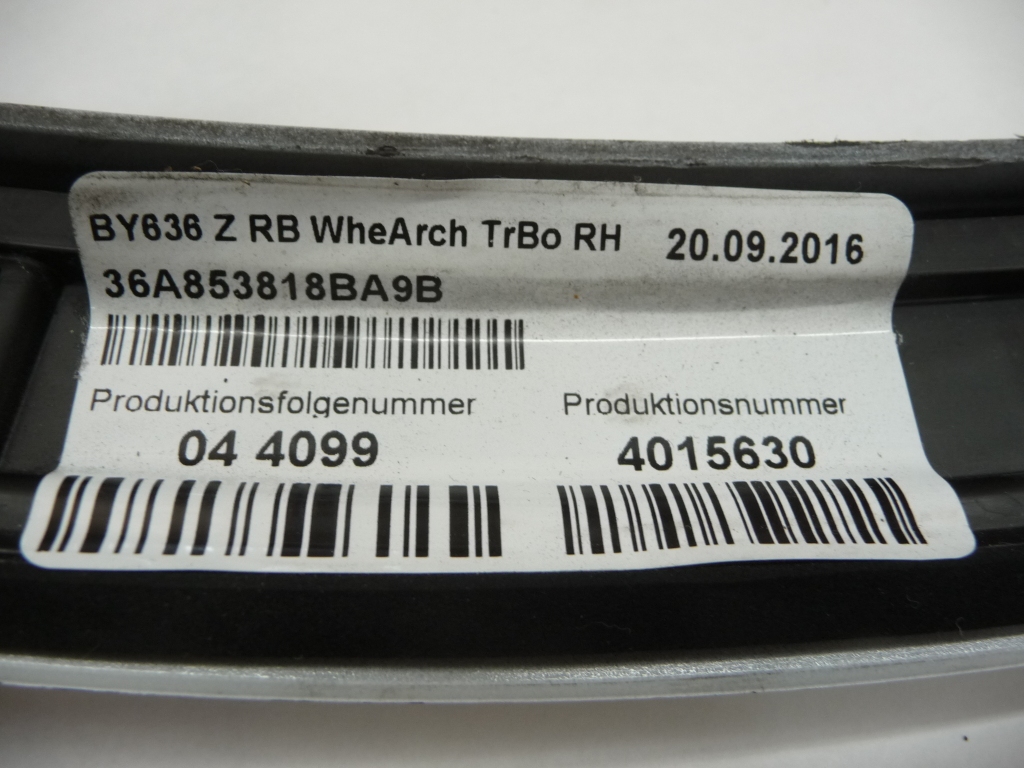 BY636 Z RB WheArch TrBo RH 20.09.2016
36A853818BA9B
Produktionsfolgenummer Produktionsnummer
04 4099 4015630